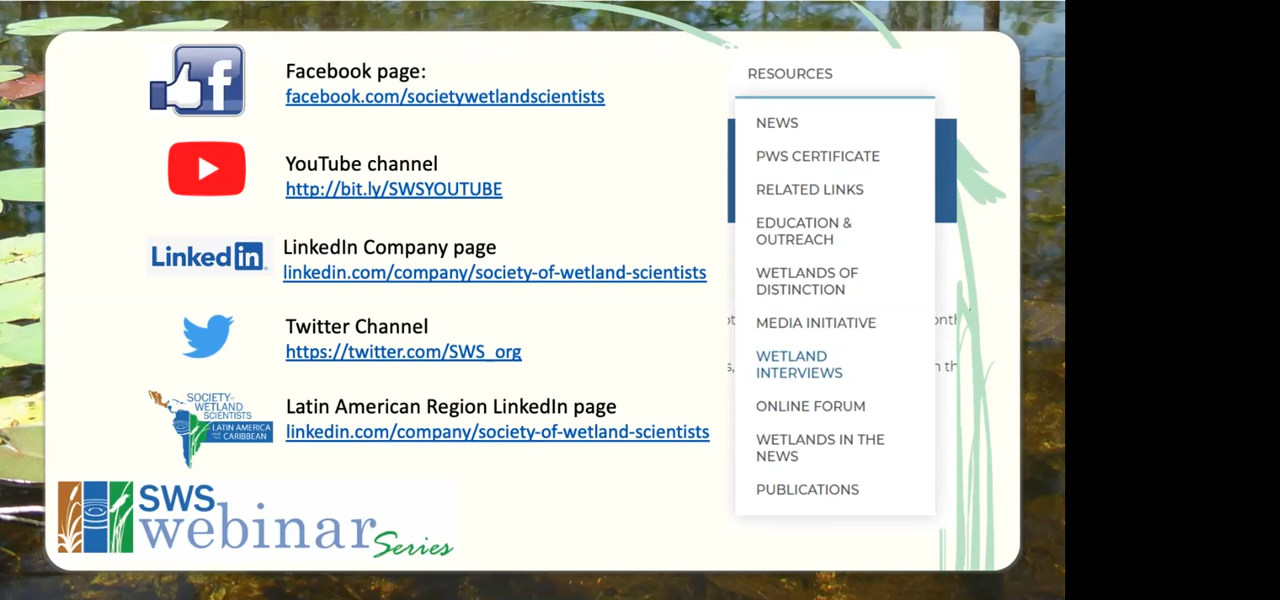 Facebook page:
facebook.com/societywetlandscientists
YouTube channel
http://bit.ly/SWSYOUTUBE
LinkedIn
LinkedIn Company page
linkedin.com/company/society-of-wetland-scientists
Twitter Channel
https://twitter.com/SWS_org
SOCIETY of
WETLAND
SCIENTISTS
LATIN AMERICA
and the CARIBBEAN
Latin American Region LinkedIn page
linkedin.com/company/society-of-wetland-scientists
SWS
webinar
Series
RESOURCES
NEWS
PWS CERTIFICATE
RELATED LINKS
EDUCATION &
OUTREACH
WETLANDS OF
DISTINCTION
MEDIA INITIATIVE
WETLAND
INTERVIEWS
ONLINE FORUM
WETLANDS IN THE
NEWS
PUBLICATIONS